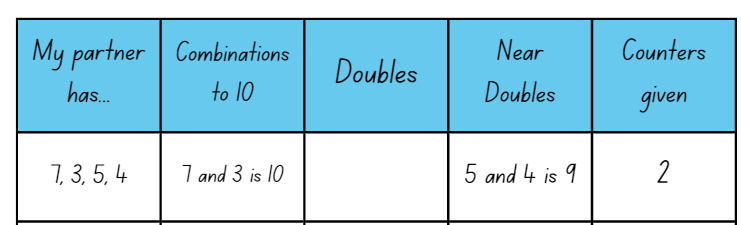 My partner has...
Combinations to 10
Doubles
Near Doubles
Counters given
7, 3, 5, 4
7 and 3 is 10
5 and 4 is 9
2